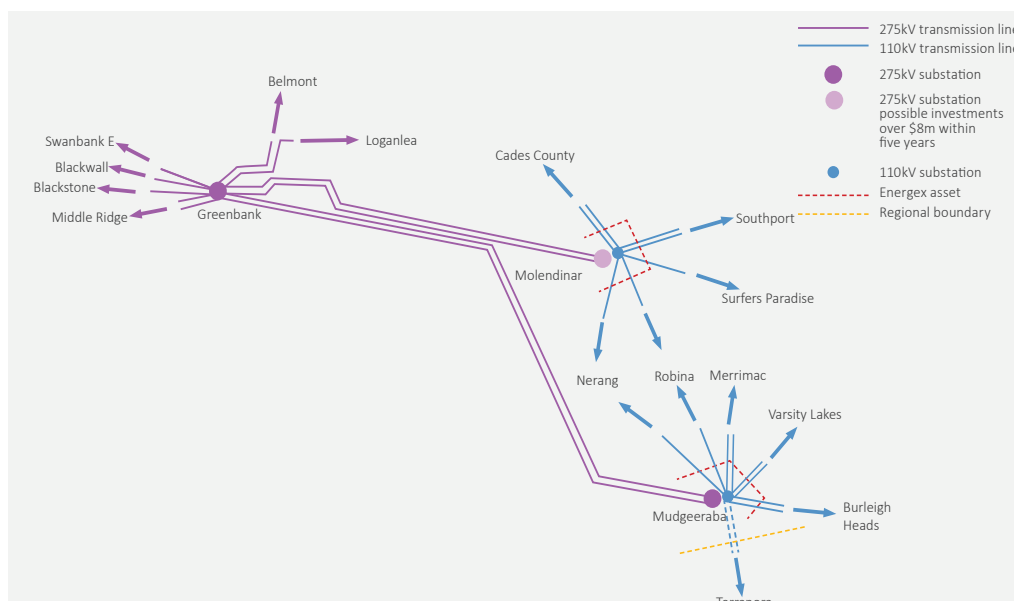 275kV transmission line
110kV transmission line
275kV substation
275kV substation
possible investments
over $8m within
five years
110kV substation
Energex asset
Regional boundary
Belmont
Loganlea
Swanbank E
Blackwall
Blackstone
Middle Ridge
Greenbank
Cades County
Southport
Molendinar
Surfers Paradise
Nerang
Robina
Merrimac
Varsity Lakes
Mudgeeraba
Burleigh
Heads